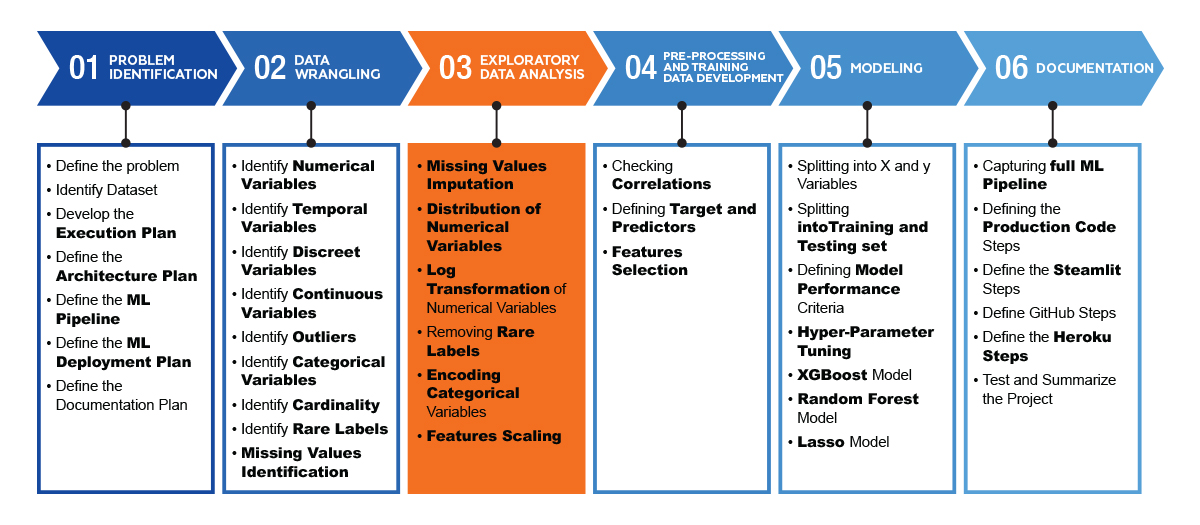 01 PROBLEM
IDENTIFICATION
02 DATA
WRANGLING
03 EXPLORATORY
DATA ANALYSIS
04 PRE-PROCESSING
AND TRAINING
DATA DEVELOPMENT
05 MODELING
06 DOCUMENTATION
• Define the problem
• Identify Dataset
• Develop the
Execution Plan
• Define the
Architecture Plan
• Define the ML
Pipeline
• Define the ML
Deployment Plan
• Define the
Documentation Plan
• Identify Numerical
Variables
• Identify Temporal
Variables
• Identify Discreet
Variables
• Identify Continuous
Variables
• Identify Outliers
• Identify Categorical
Variables
• Identify Cardinality
• Identify Rare Labels
• Missing Values
Identification
• Missing Values
Imputation
• Distribution of
Numerical
Variables
• Log
Transformation of
Numerical Variables
• Removing Rare
Labels
• Encoding
Categorical
Variables
• Features Scaling
• Checking
Correlations
• Defining Target and
Predictors
• Features
Selection
• Splitting into X and y
Variables
• Splitting
intoTraining and
Testing set
• Defining Model
Performance
Criteria
• Hyper-Parameter
Tuning
• XGBoost Model
• Random Forest
Model
• Lasso Model
• Capturing full ML
Pipeline
• Defining the
Production Code
Steps
• Define the Steamlit
Steps
• Define GitHub Steps
• Define the Heroku
Steps
• Test and Summarize
the Project